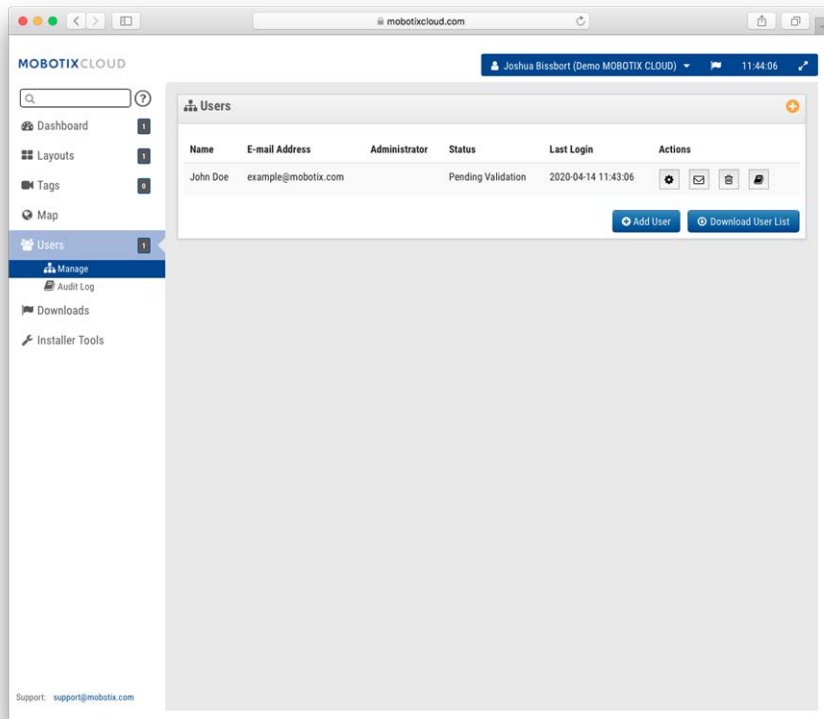 mobotixcloud.com
MOBOTIXCLOUD
Joshua Bissbort (Demo MOBOTIX CLOUD) 11:44:06
Users
Dashboard 1
Layouts 1
Tags 0
Map
Users 1
Manage
Audit Log
Downloads
Installer Tools
Name E-mail Address Administrator Status Last Login Actions
John Doe example@mobotix.com Pending Validation 2020-04-14 11:43:06
Add User Download User List
Support: support@mobotix.com